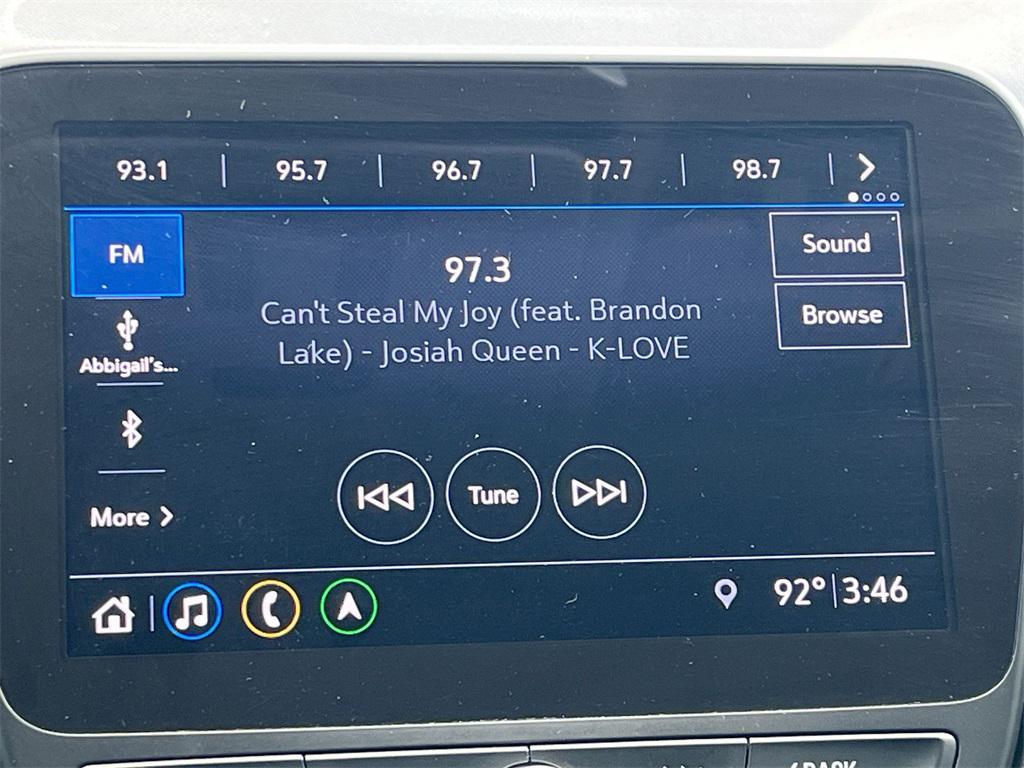 93.1 | 95.7 | 96.7 | 97.7 | 98.7 |
FM
97.3
Sound
Can't Steal My Joy (feat. Brandon
Browse
Lake) - Josiah Queen - K-LOVE
Abbigail's...
Tune
More
92° | 3:46